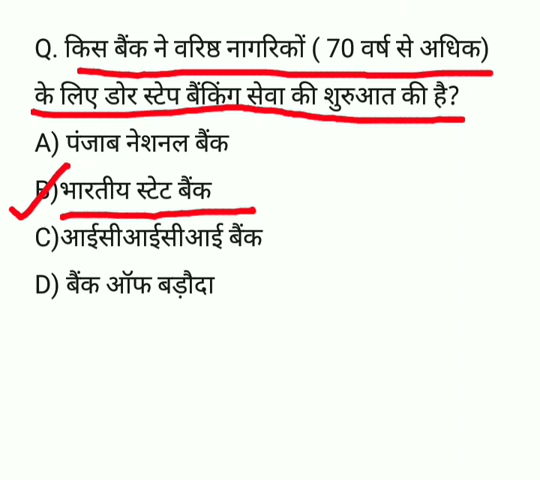 Q. किस बैंक ने वरिष्ठ नागरिकों ( 70 वर्ष से अधिक)
के लिए डोर स्टेप बैंकिंग सेवा की शुरुआत की है?
A) पंजाब नेशनल बैंक
B)भारतीय स्टेट बैंक
C)आईसीआईसीआई बैंक
D) बैंक ऑफ बड़ौदा